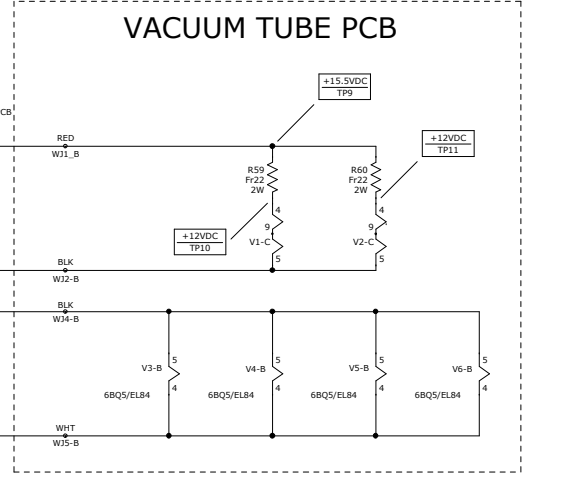 VACUUM TUBE PCB
+15.5VDC
TP9
CB
RED
WJ1_B
+12VDC
TP11
R59
Fr22
2W
R60
Fr22
2W
4
4
9
9
+12VDC
TP10
V1-C
V2-C
5
5
BLK
WJ2-B
BLK
WJ4-B
5
5
5
5
V3-B
V4-B
V5-B
V6-B
4
4
4
4
6BQ5/EL84
6BQ5/EL84
6BQ5/EL84
6BQ5/EL84
WHT
WJ5-B